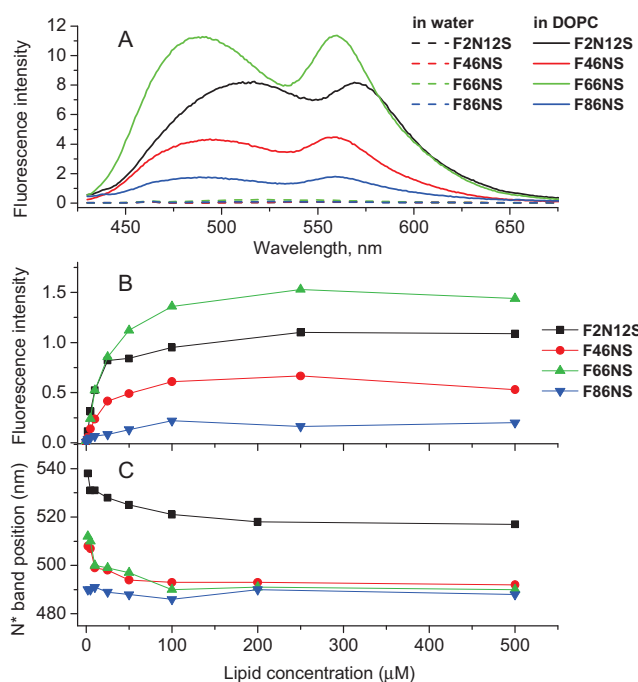 A
in water
in DOPC
F2N12S
F2N12S
F46NS
F46NS
F66NS
F66NS
F86NS
F86NS
Fluorescence intensity
12
10
8
6
4
2
0
450
500
550
600
650
Wavelength, nm
B
Fluorescence intensity
1.5
1.0
0.5
0.0
F2N12S
F46NS
F66NS
F86NS
C
N* band position (nm)
540
520
500
480
0
100
200
300
400
500
Lipid concentration (μM)